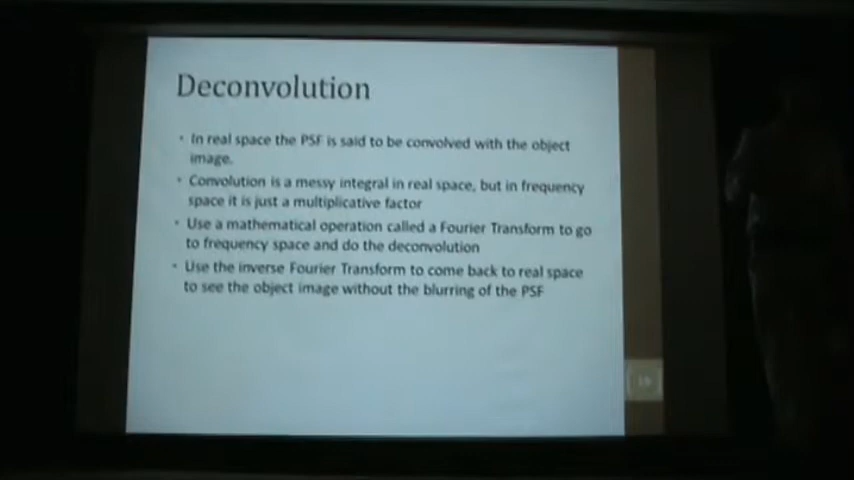 Deconvolution
• In real space the PSF is said to be convolved with the object
image.
• Convolution is a messy integral in real space, but in frequency
space it is just a multiplicative factor
• Use a mathematical operation called a Fourier Transform to go
to frequency space and do the deconvolution
• Use the inverse Fourier Transform to come back to real space
to see the object image without the blurring of the PSF